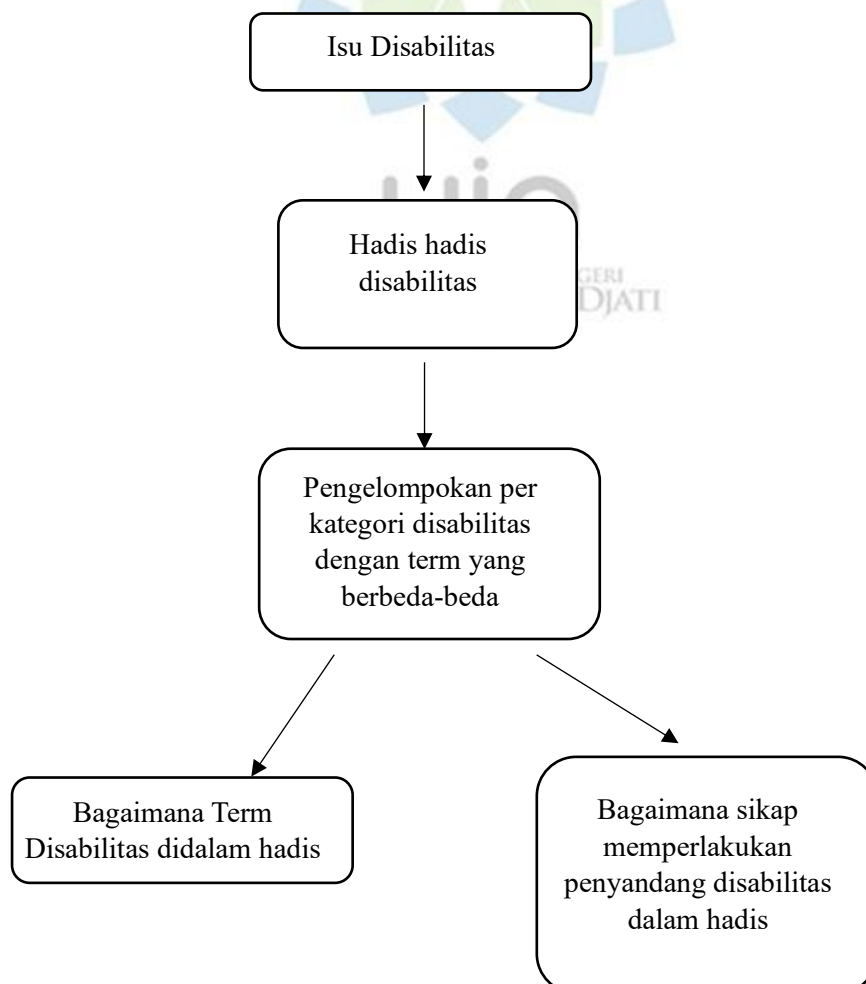 Isu Disabilitas
uin
GERI
DJATI
Hadis hadis
disabilitas
Pengelompokan per
kategori disabilitas
dengan term yang
berbeda-beda
Bagaimana Term
Disabilitas didalam hadis
Bagaimana sikap
memperlakukan
penyandang disabilitas
dalam hadis